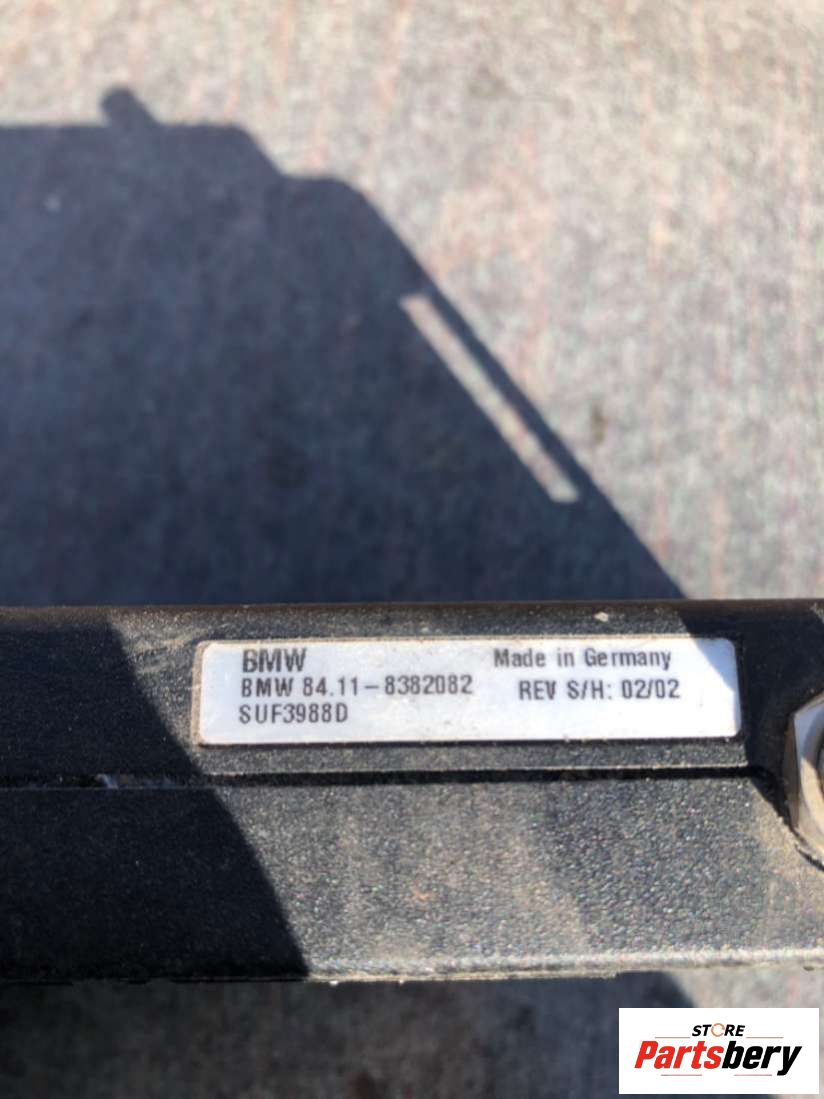 BMW Made in Germany
BMW 84.11-8382082 REV S/H: 02/02
SUF3988D
STORE
Partsbery